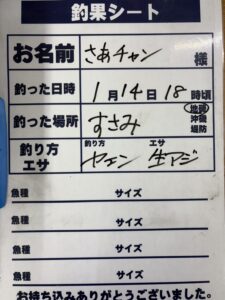 釣果シート
お名前 さあチャン 様
釣った日時 1月14日18時頃
釣った場所 すさみ 地磯 沖磯 堤防
釣り方 エサ 釣り方 ヤエン エサ 生アジ
魚種 サイズ
魚種 サイズ
魚種 サイズ
魚種 サイズ
お持ち込みありがとうございました。